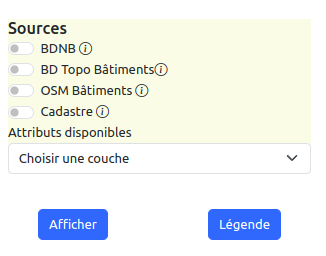 Sources
BDNB
BD Topo Bâtiments
OSM Bâtiments
Cadastre
Attributs disponibles
Choisir une couche
Afficher Légende